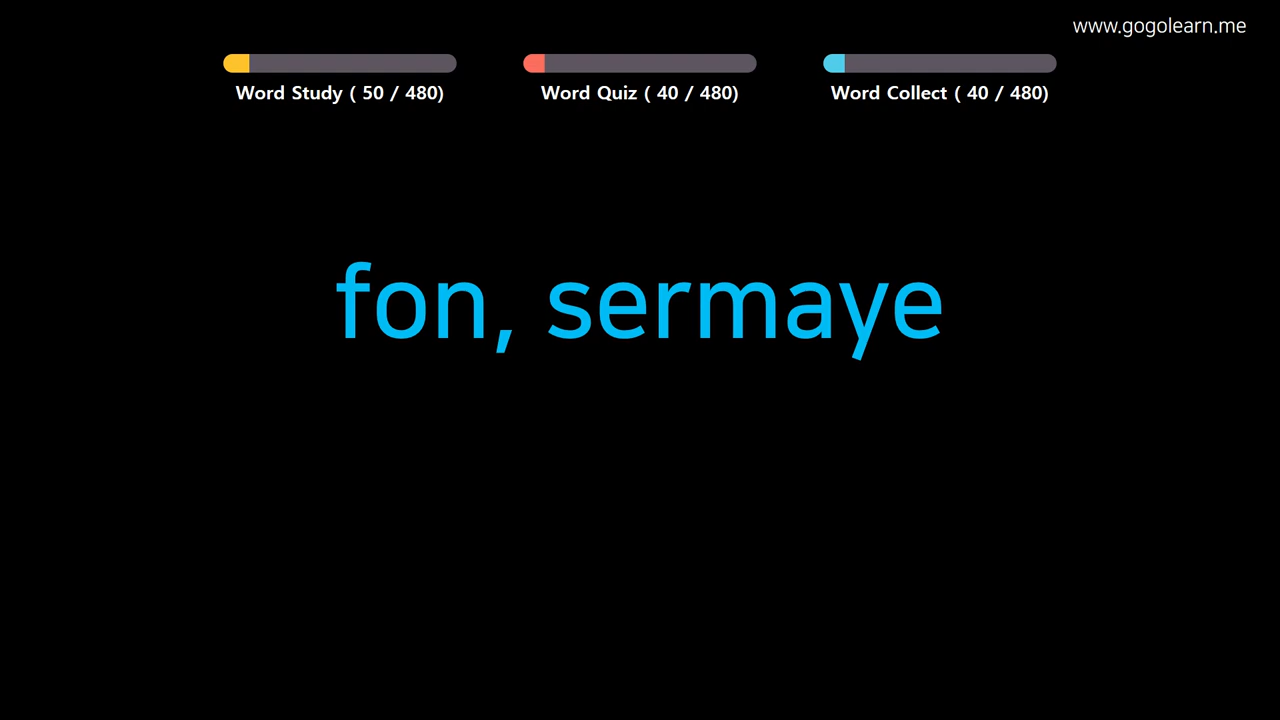 www.gogolearn.me
Word Study ( 50 / 480)
Word Quiz ( 40 / 480)
Word Collect ( 40 / 480)
fon, sermaye